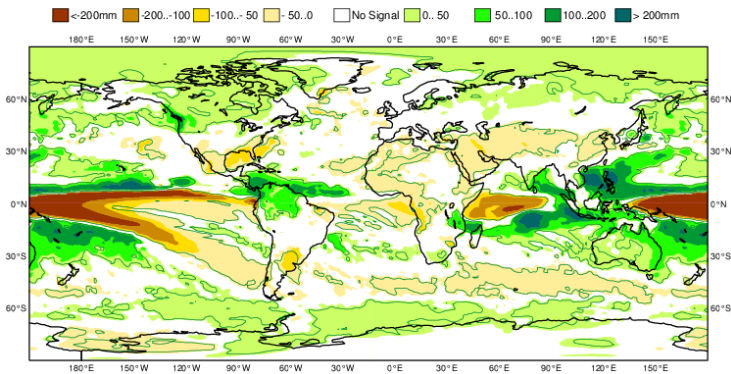 <-200mm -200..-100 -100..- 50 - 50..0 No Signal 0.. 50 50..100 100..200 > 200mm
180°E 150°W 120°W 90°W 60°W 30°W 0°E 30°E 60°E 90°E 120°E 150°E
60°N 60°N
30°N 30°N
0°N 0°N
30°S 30°S
60°S 60°S
180°E 150°W 120°W 90°W 60°W 30°W 0°E 30°E 60°E 90°E 120°E 150°E